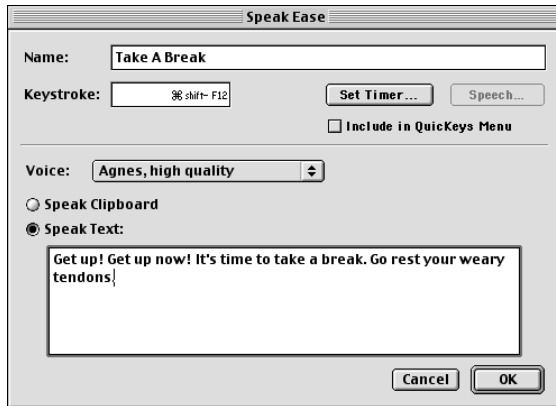 Speak Ease
Name: Take A Break
Keystroke: ⌘ shift- F12 Set Timer... Speech...
Include in QuicKeys Menu
Voice: Agnes, high quality
Speak Clipboard
Speak Text:
Get up! Get up now! It's time to take a break. Go rest your weary
tendons
Cancel OK